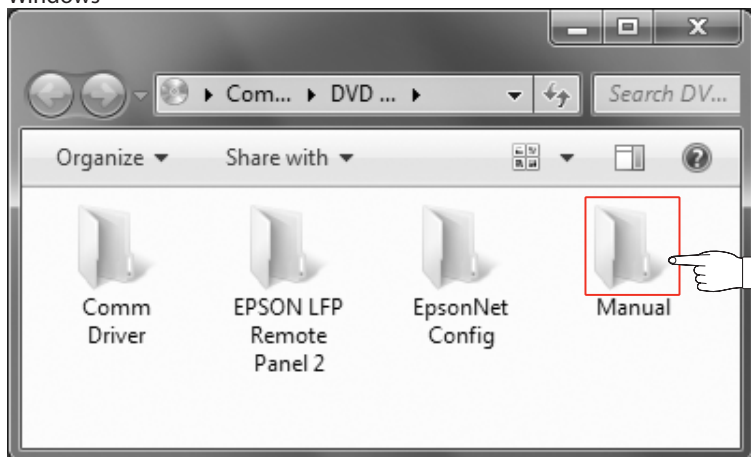 Windows
Com... DVD ... Search DV...
Organize Share with
Comm EPSON LFP EpsonNet Manual
Driver Remote Config
Panel 2